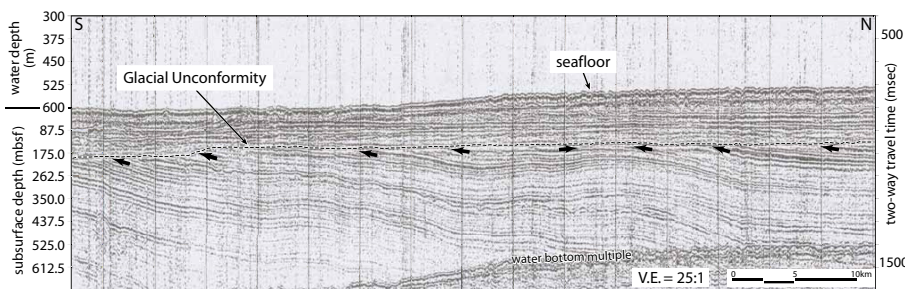 300
375
450
525
600
87.5
175.0
262.5
350.0
437.5
525.0
612.5
water depth
(m)
subsurface depth (mbsf)
S
N
Glacial Unconformity
seafloor
water bottom multiple
V.E. = 25:1
0 5 10km
500
1500
two-way travel time (msec)